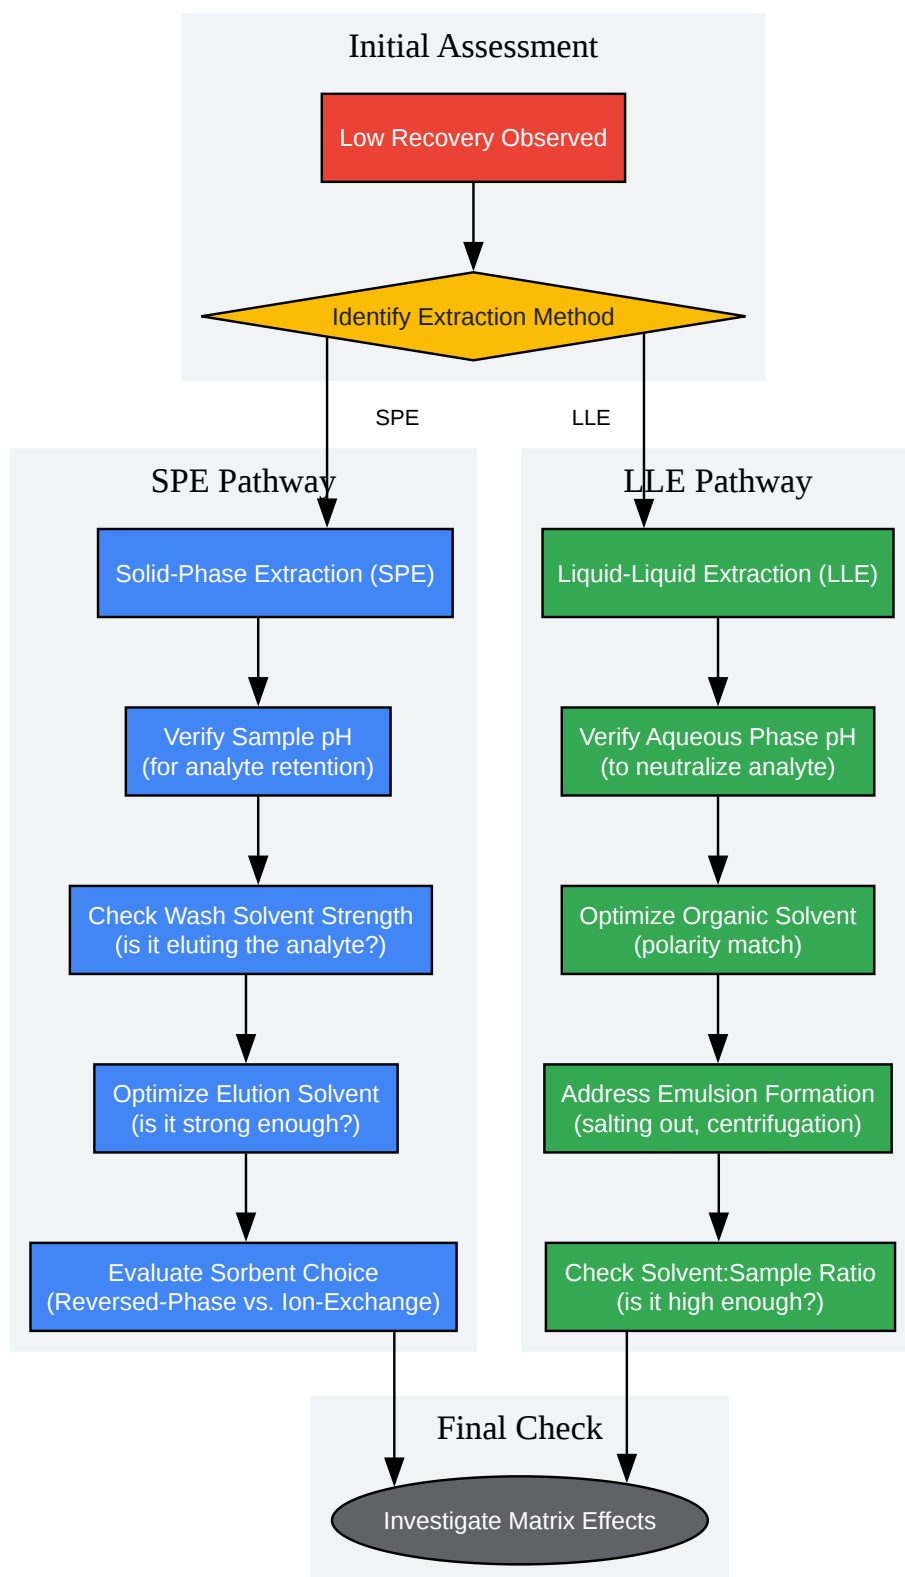 Initial Assessment
Low Recovery Observed
Identify Extraction Method
SPE
LLE
SPE Pathway
Solid-Phase Extraction (SPE)
Verify Sample pH
(for analyte retention)
Check Wash Solvent Strength
(is it eluting the analyte?)
Optimize Elution Solvent
(is it strong enough?)
Evaluate Sorbent Choice
(Reversed-Phase vs. Ion-Exchange)
LLE Pathway
Liquid-Liquid Extraction (LLE)
Verify Aqueous Phase pH
(to neutralize analyte)
Optimize Organic Solvent
(polarity match)
Address Emulsion Formation
(salting out, centrifugation)
Check Solvent:Sample Ratio
(is it high enough?)
Final Check
Investigate Matrix Effects